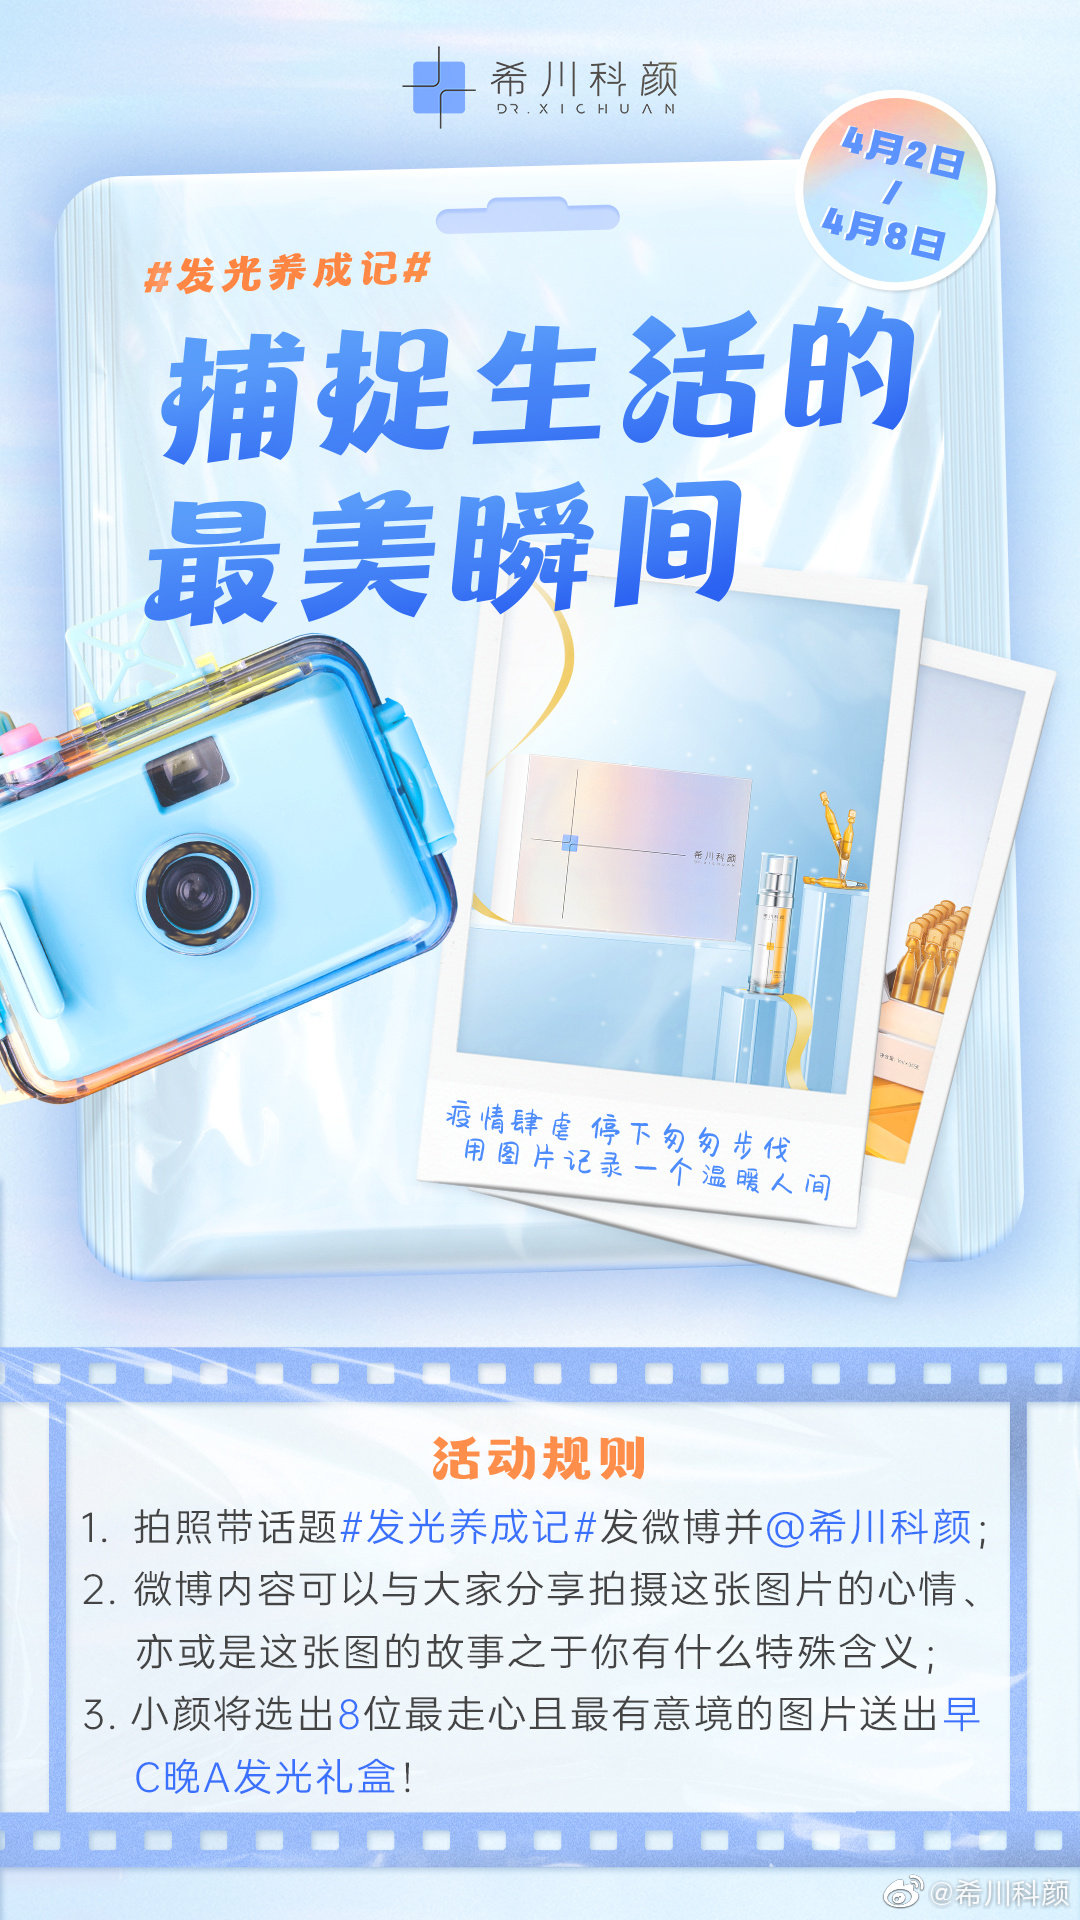 希川科颜
DR.XICHUAN
4月2日
/
4月8日
#发光养成记#
捕捉生活的
最美瞬间
希川科颜
DR.XICHUAN
希川科颜
疫情肆虐 停下匆匆步伐
用图片记录一个温暖人间
活动规则
1. 拍照带话题#发光养成记#发微博并@希川科颜；
2. 微博内容可以与大家分享拍摄这张图片的心情、
亦或是这张图的故事之于你有什么特殊含义；
3. 小颜将选出8位最走心且最有意境的图片送出早
C晚A发光礼盒！
@希川科颜